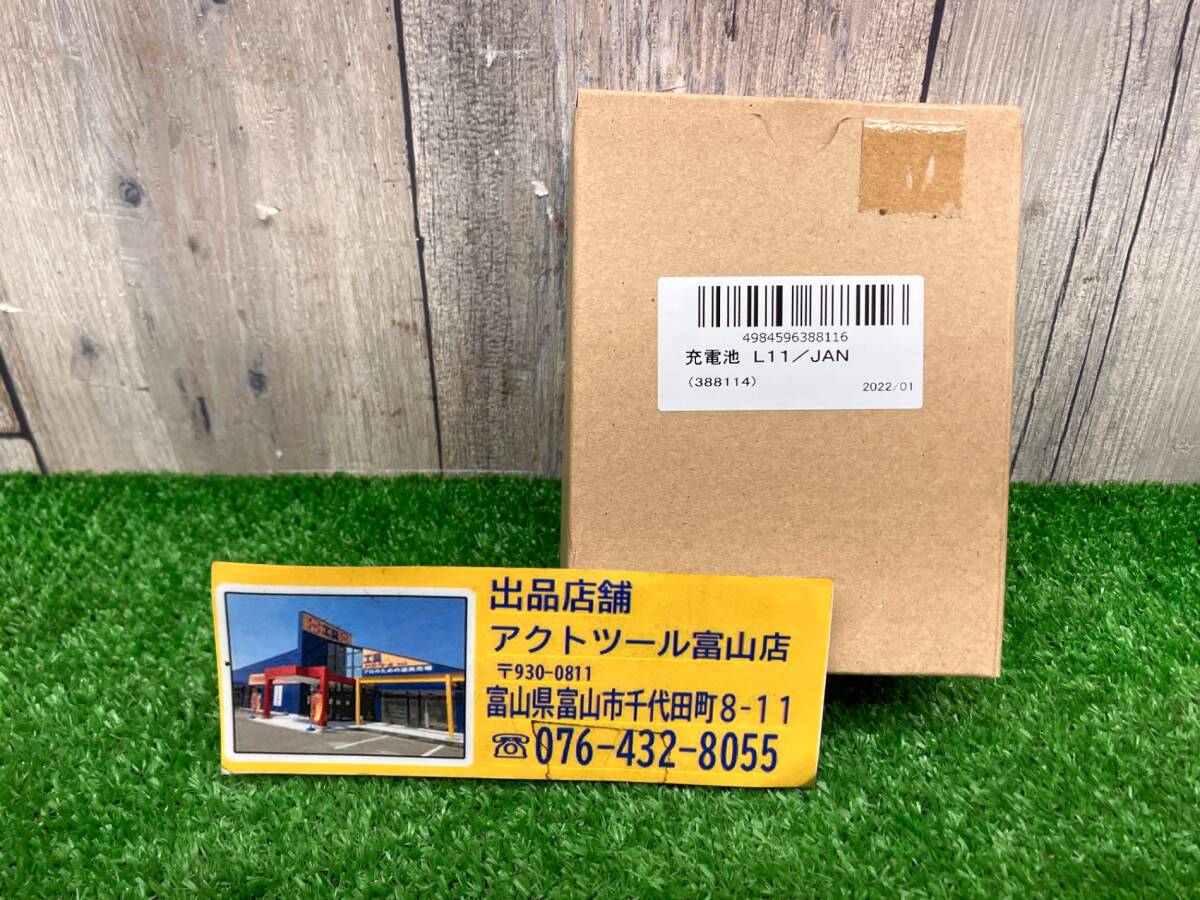 4984596388116
充電池 L11／JAN
(388114)
2022/01
出品店舗
アクトツール富山店
〒930-0811
富山県富山市千代田町8-11
☎076-432-8055
工具